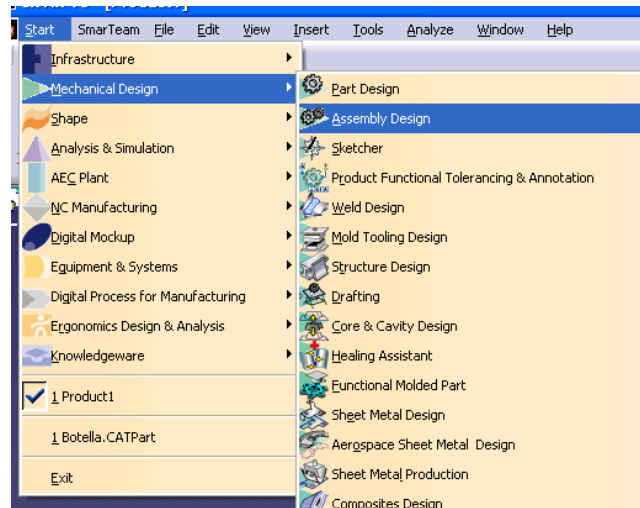 Start SmarTeam File Edit View Insert Tools Analyze Window Help
Infrastructure
Mechanical Design
Shape
Analysis & Simulation
AEC Plant
NC Manufacturing
Digital Mockup
Equipment & Systems
Digital Process for Manufacturing
Ergonomics Design & Analysis
Knowledgeware
1 Product1
1 Botella.CATPart
Exit
Part Design
Assembly Design
Sketcher
Product Functional Tolerancing & Annotation
Weld Design
Mold Tooling Design
Structure Design
Drafting
Core & Cavity Design
Healing Assistant
Functional Molded Part
Sheet Metal Design
Aerospace Sheet Metal Design
Sheet Metal Production
Composites Design